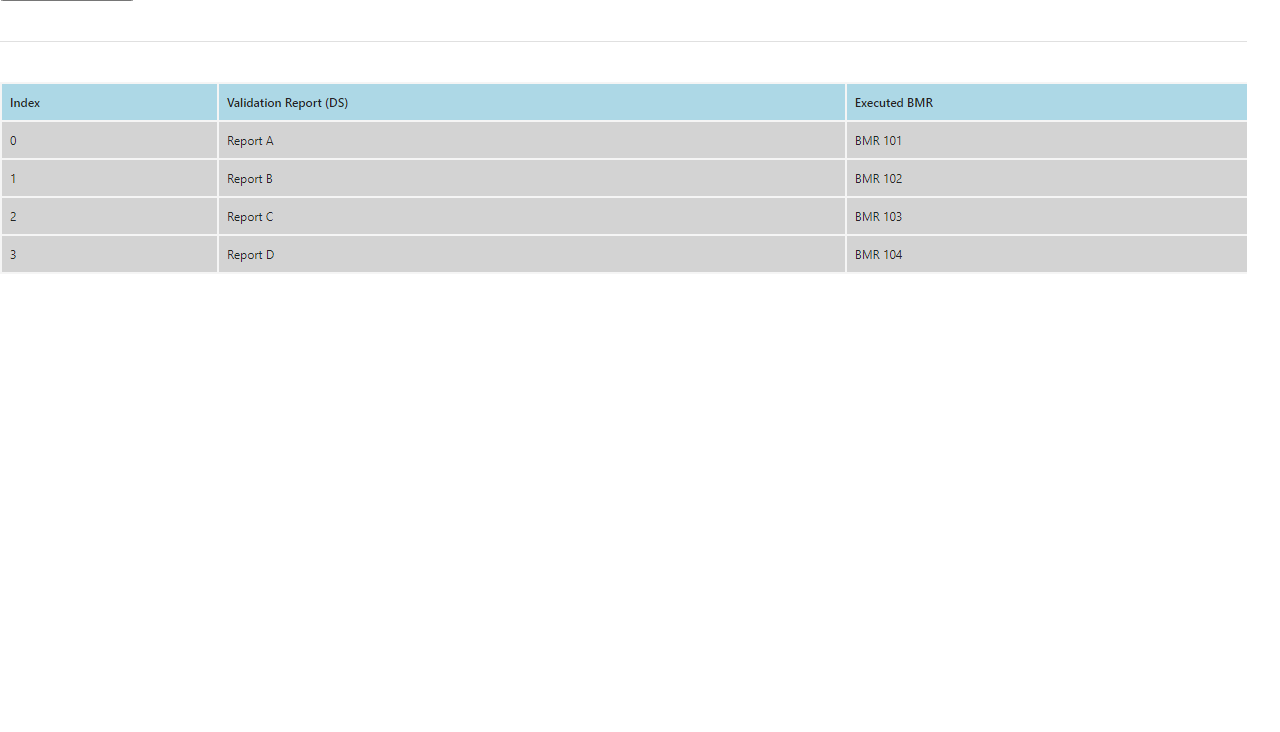 Index Validation Report (DS) Executed BMR
0 Report A BMR 101
1 Report B BMR 102
2 Report C BMR 103
3 Report D BMR 104